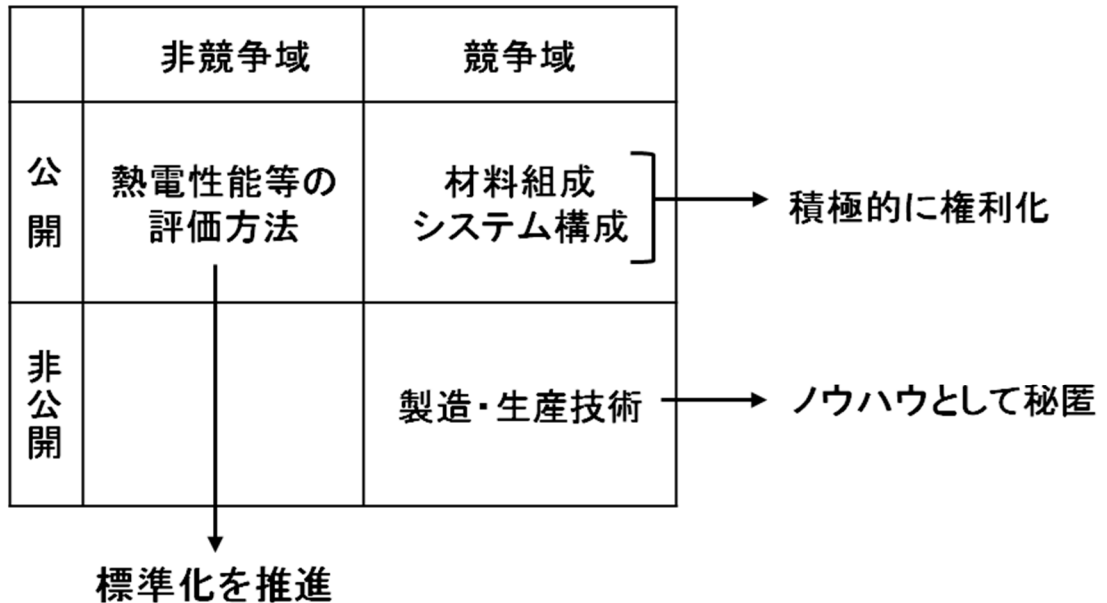 非競争域
競争域
公開
熱電性能等の
評価方法
材料組成
システム構成
積極的に権利化
非公開
製造・生産技術
ノウハウとして秘匿
標準化を推進